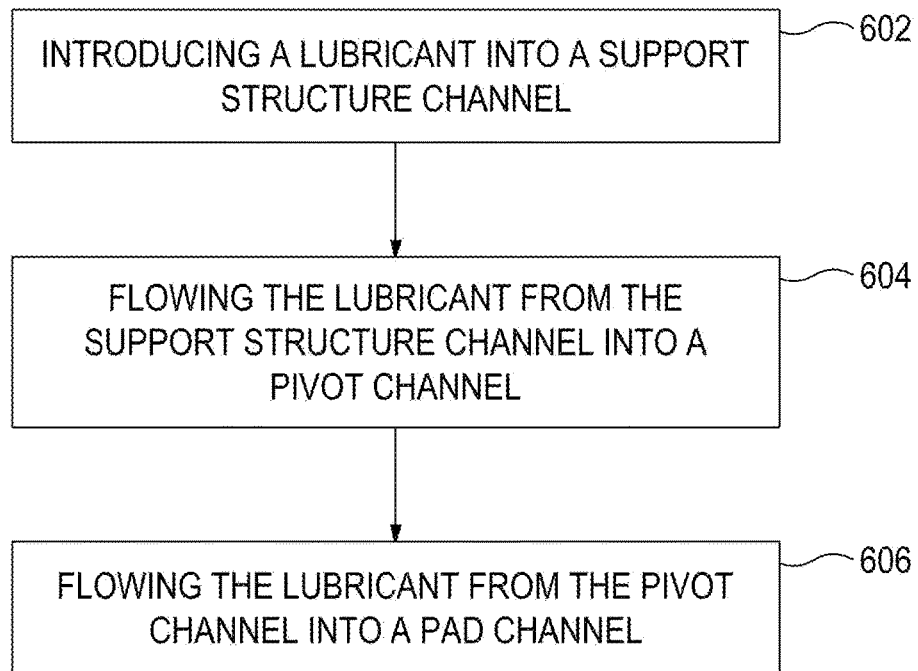 INTRODUCING A LUBRICANT INTO A SUPPORT
STRUCTURE CHANNEL
602
FLOWING THE LUBRICANT FROM THE
SUPPORT STRUCTURE CHANNEL INTO A
PIVOT CHANNEL
604
FLOWING THE LUBRICANT FROM THE PIVOT
CHANNEL INTO A PAD CHANNEL
606